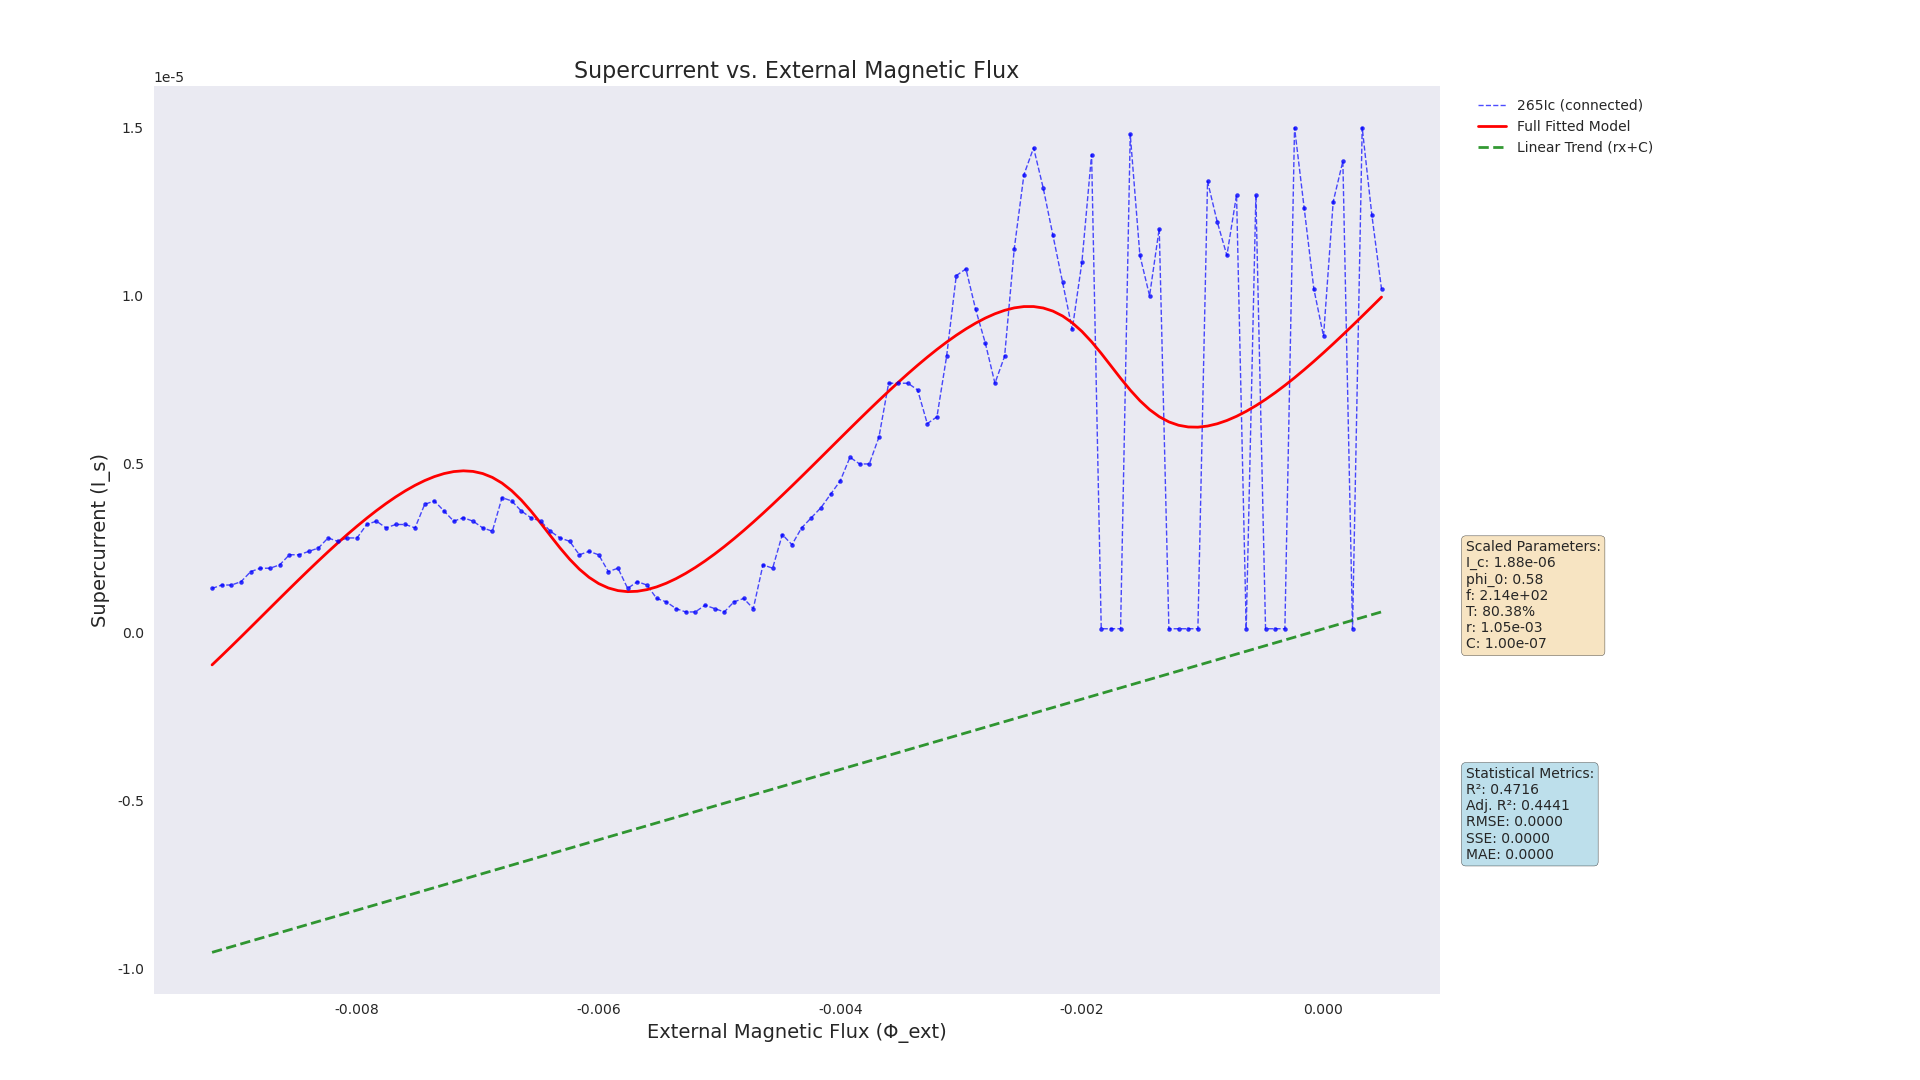 Supercurrent vs. External Magnetic Flux
1e-5
1.5
1.0
0.5
0.0
-0.5
-1.0
Supercurrent (I_s)
-0.008
-0.006
-0.004
-0.002
0.000
External Magnetic Flux (Φ_ext)
265Ic (connected)
Full Fitted Model
Linear Trend (rx+C)
Scaled Parameters:
I_c: 1.88e-06
phi_0: 0.58
f: 2.14e+02
T: 80.38%
r: 1.05e-03
C: 1.00e-07
Statistical Metrics:
R²: 0.4716
Adj. R²: 0.4441
RMSE: 0.0000
SSE: 0.0000
MAE: 0.0000